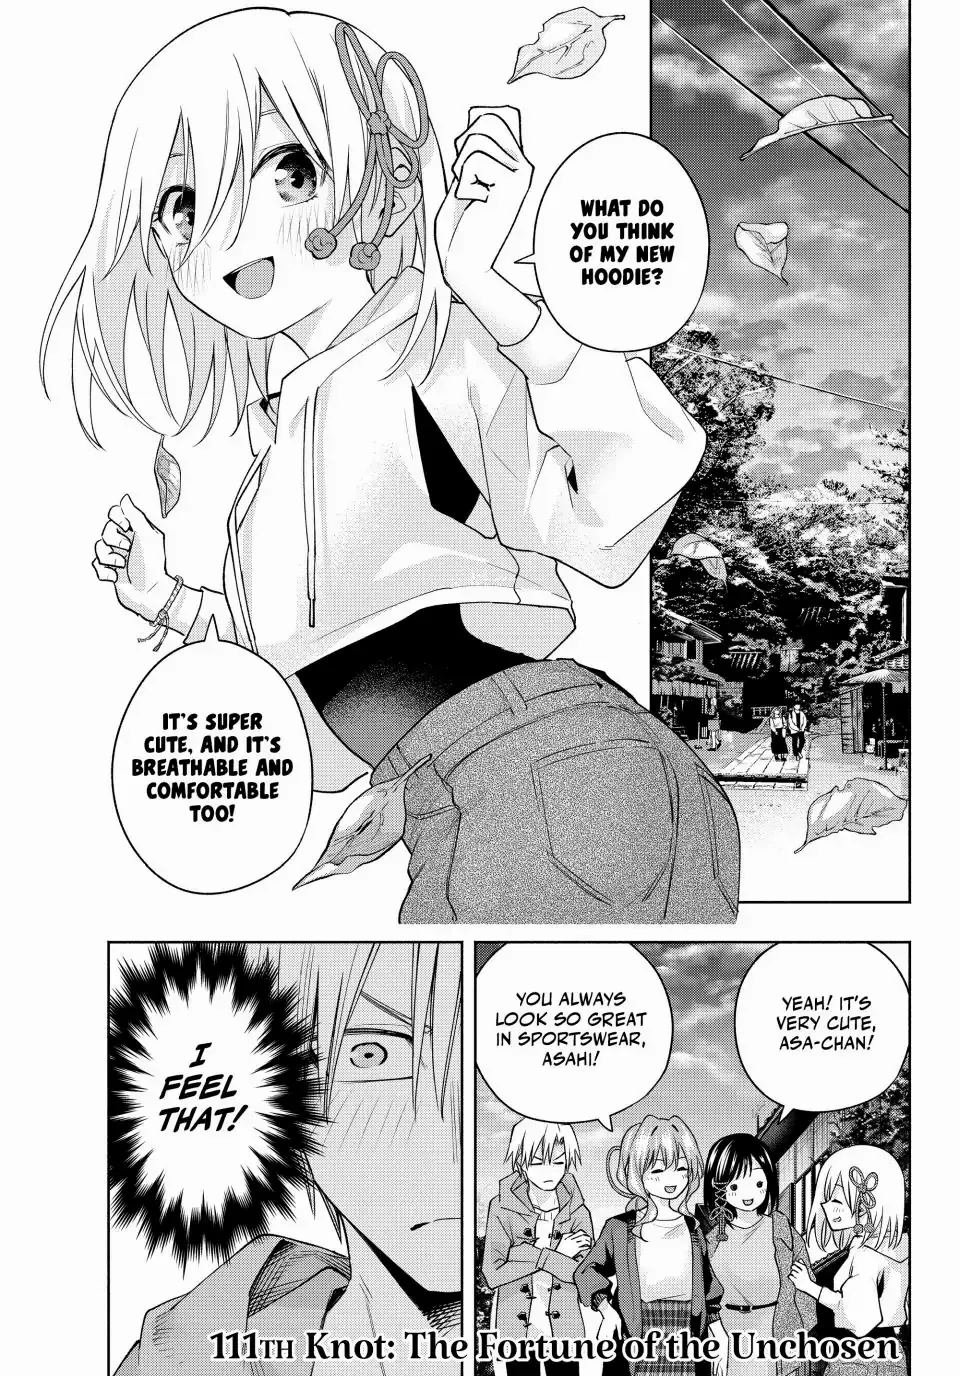 WHAT DO
YOU THINK
OF MY NEW
HOODIE?
IT'S SUPER
CUTE, AND IT'S
BREATHABLE AND
COMFORTABLE
TOO!
YEAH! IT'S
VERY CUTE,
ASA-CHAN!
YOU ALWAYS
LOOK SO GREAT
IN SPORTSWEAR,
ASAHI!
I
FEEL
THAT!
111TH Knot: The Fortune of the Unchosen